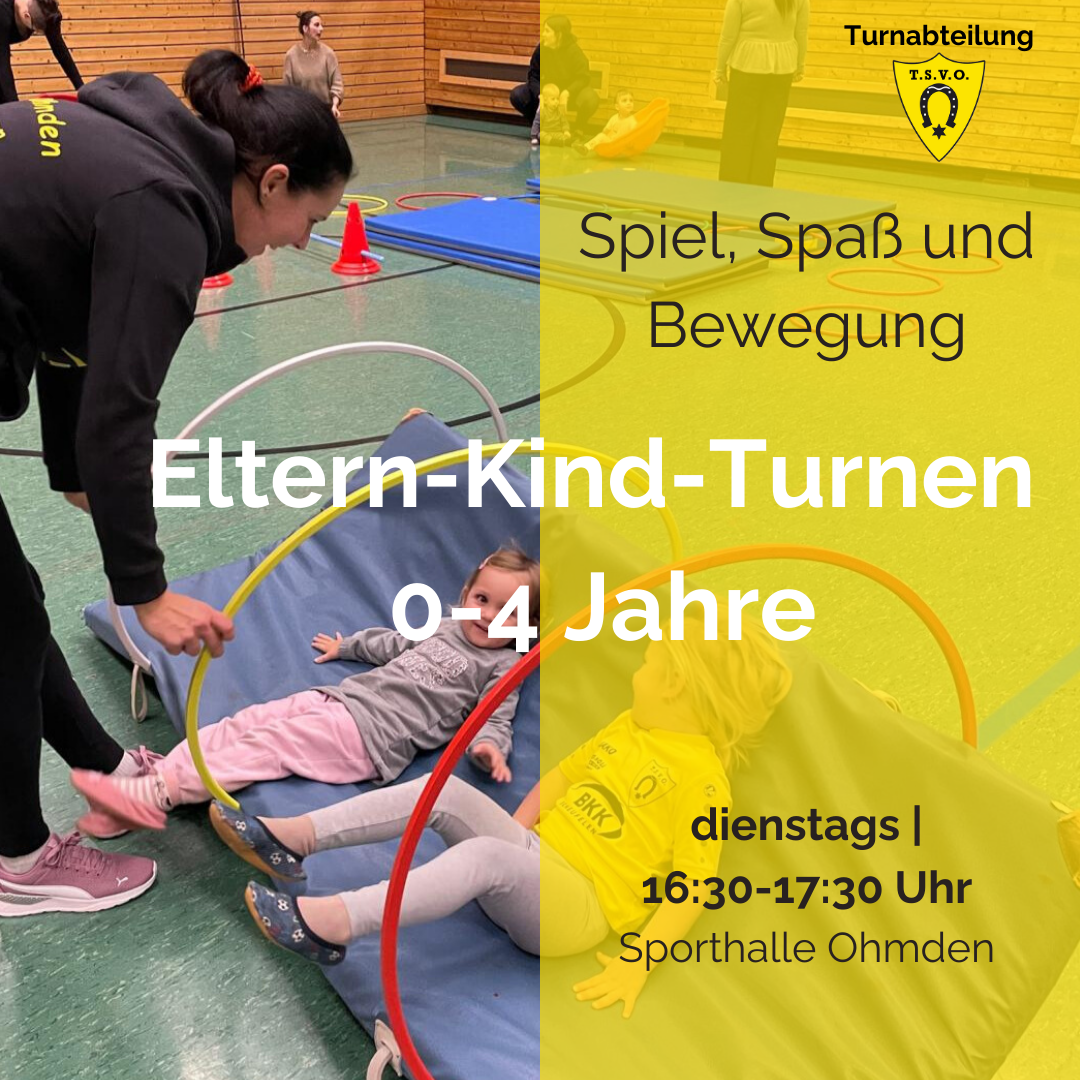 Turnabteilung
T.S.V.O.
Spiel, Spaß und
Bewegung
Eltern-Kind-Turnen
0-4 Jahre
BKK
dienstags |
16:30-17:30 Uhr
Sporthalle Ohmden